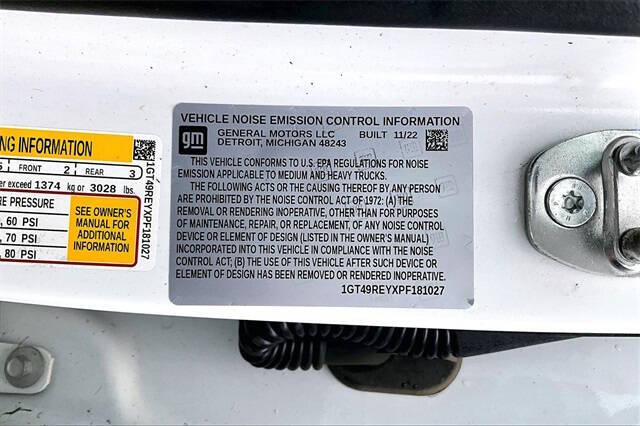 NG INFORMATION
5 FRONT 2 REAR 3
er exceed 1374 kg or 3028 lbs.
RE PRESSURE
, 60 PSI
, 70 PSI
, 80 PSI
SEE OWNER'S
MANUAL FOR
ADDITIONAL
INFORMATION
1GT49REYXPF181027
VEHICLE NOISE EMISSION CONTROL INFORMATION
gm GENERAL MOTORS LLC BUILT 11/22
DETROIT, MICHIGAN 48243
THIS VEHICLE CONFORMS TO U.S. EPA REGULATIONS FOR NOISE
EMISSION APPLICABLE TO MEDIUM AND HEAVY TRUCKS.
THE FOLLOWING ACTS OR THE CAUSING THEREOF BY ANY PERSON
ARE PROHIBITED BY THE NOISE CONTROL ACT OF 1972: (A) THE
REMOVAL OR RENDERING INOPERATIVE, OTHER THAN FOR PURPOSES
OF MAINTENANCE, REPAIR, OR REPLACEMENT, OF ANY NOISE CONTROL
DEVICE OR ELEMENT OF DESIGN (LISTED IN THE OWNER'S MANUAL)
INCORPORATED INTO THIS VEHICLE IN COMPLIANCE WITH THE NOISE
CONTROL ACT; (B) THE USE OF THIS VEHICLE AFTER SUCH DEVICE OR
ELEMENT OF DESIGN HAS BEEN REMOVED OR RENDERED INOPERATIVE.
1GT49REYXPF181027